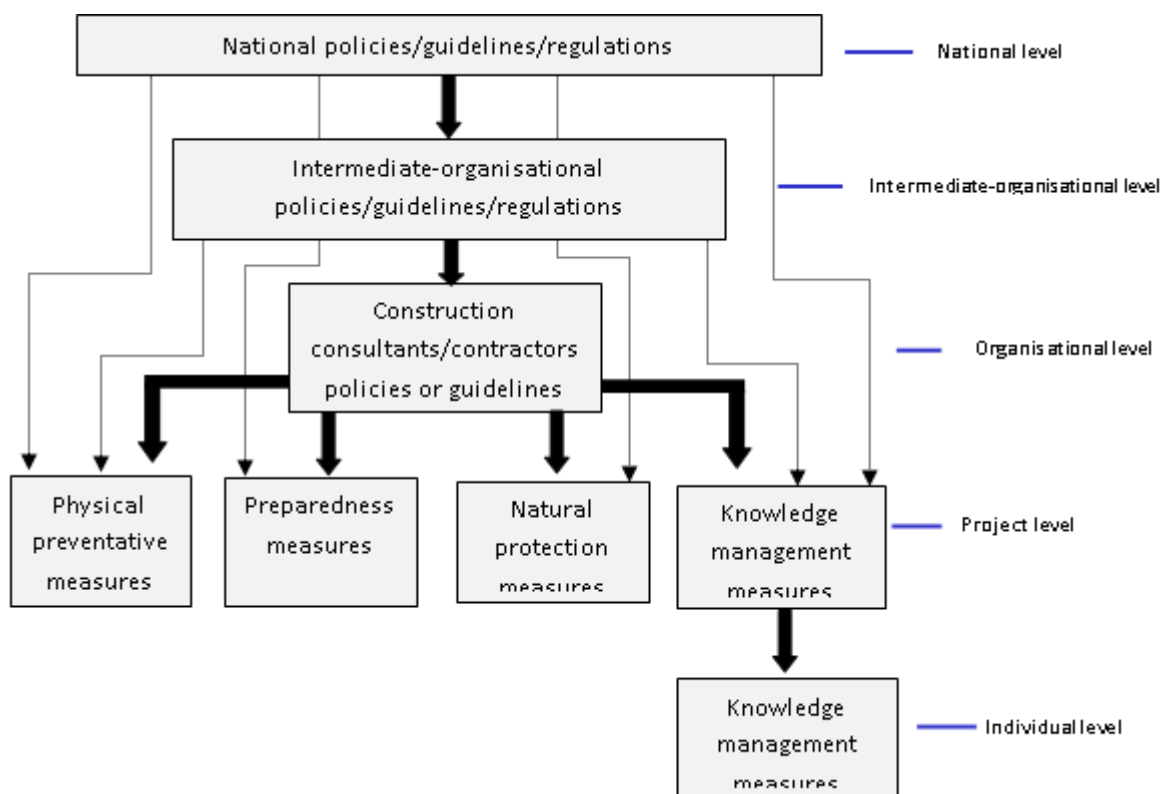 National policies/guidelines/regulations
National level
Intermediate-organisational
policies/guidelines/regulations
Intermediate-organisational level
Construction
consultants/contractors
policies or guidelines
Organisational level
Physical
preventative
measures
Preparedness
measures
Natural
protection
measures
Knowledge
management
measures
Project level
Knowledge
management
measures
Individual level